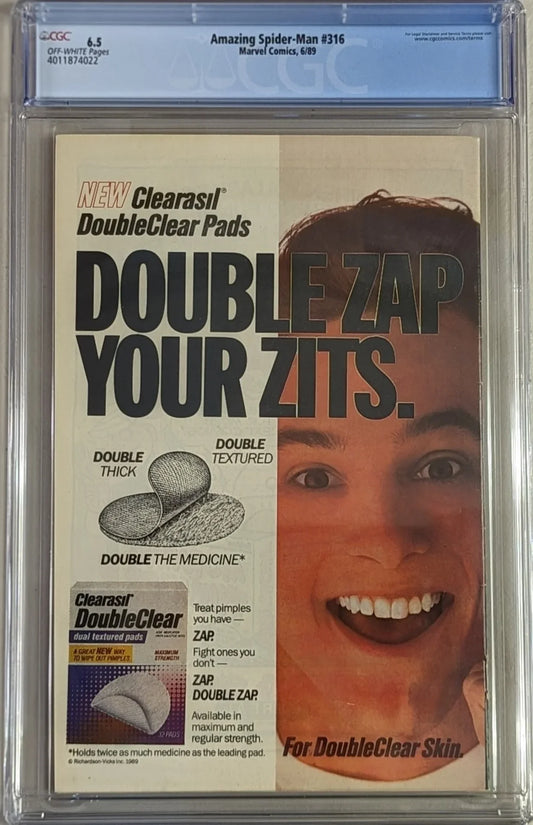 CGC 6.5
OFF-WHITE Pages
4011874022
Amazing Spider-Man #316
Marvel Comics, 6/89
For Legal Disclaimer and Service Terms please visit
www.cgccomics.com/terms
CGC
NEW Clearasil®
DoubleClear Pads
DOUBLE ZAP
YOUR ZITS.
DOUBLE
THICK
DOUBLE
TEXTURED
DOUBLE THE MEDICINE*
Clearasil
DoubleClear
dual textured pads
A GREAT NEW WAY
TO WIPE OUT PIMPLES
MAXIMUM
STRENGTH
32 PADS
Treat pimples
you have —
ZAP.
Fight ones you
don't —
ZAP.
DOUBLE ZAP.
Available in
maximum and
regular strength.
*Holds twice as much medicine as the leading pad.
© Richardson-Vicks Inc. 1989
For DoubleClear Skin.